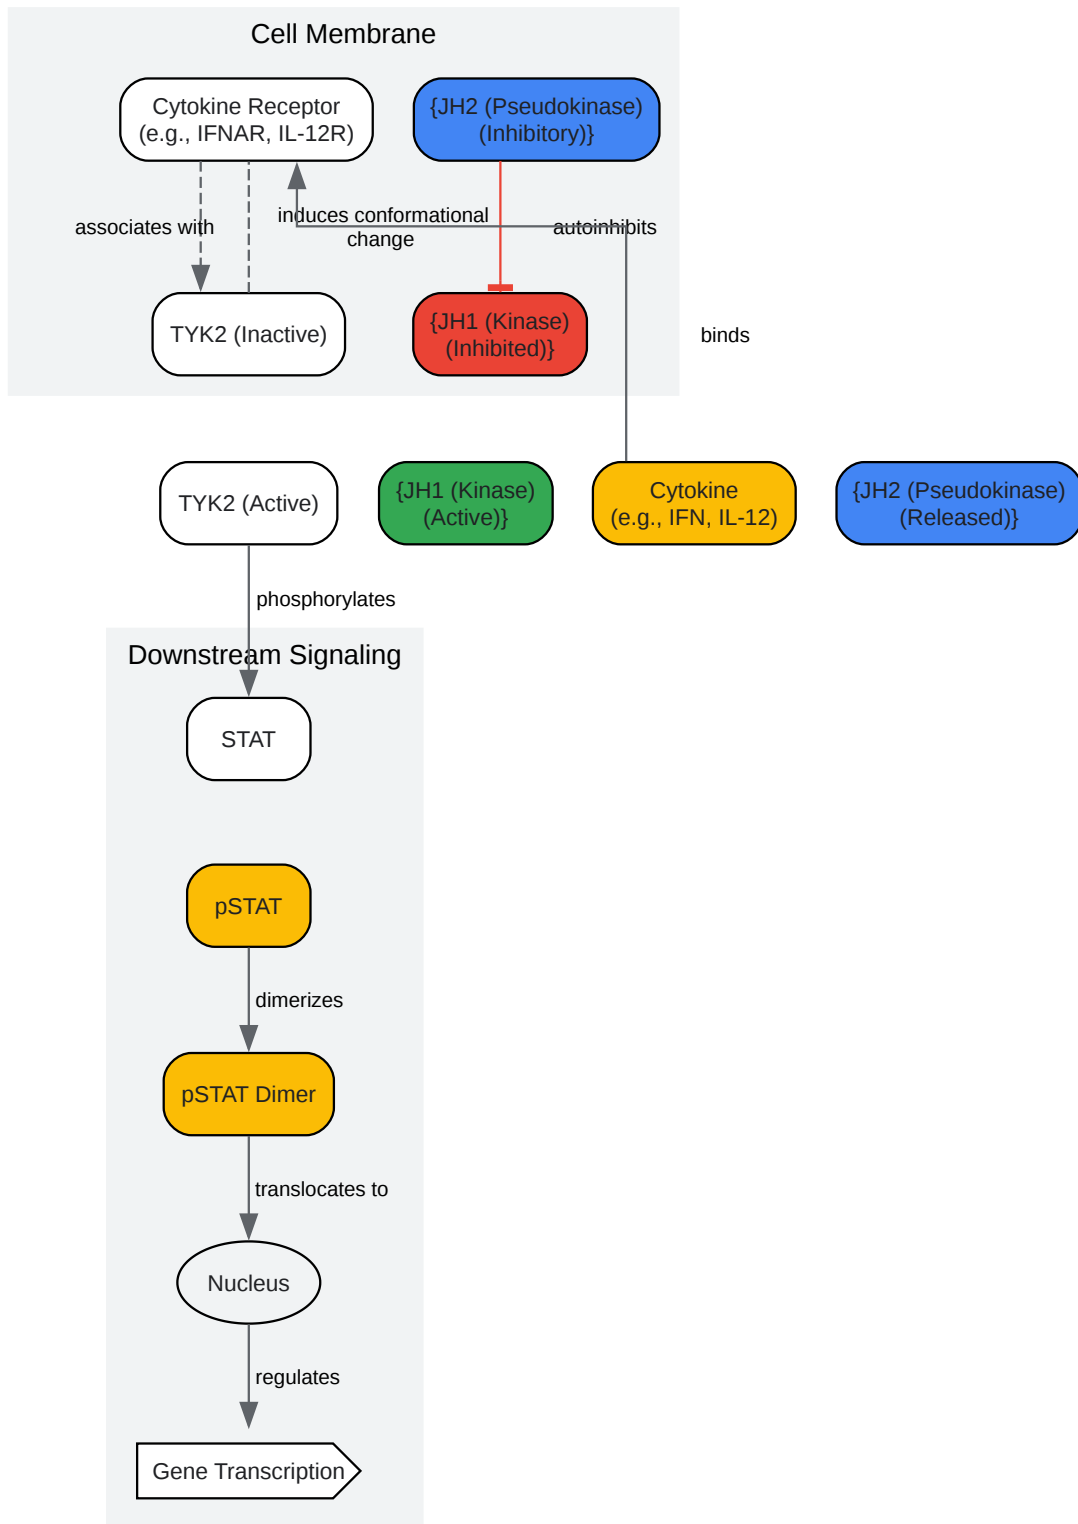 Cell Membrane
Cytokine Receptor
(e.g., IFNAR, IL-12R)
{JH2 (Pseudokinase)
(Inhibitory)}
associates with
induces conformational
change
autoinhibits
TYK2 (Inactive)
{JH1 (Kinase)
(Inhibited)}
binds
TYK2 (Active)
{JH1 (Kinase)
(Active)}
Cytokine
(e.g., IFN, IL-12)
{JH2 (Pseudokinase)
(Released)}
phosphorylates
Downstream Signaling
STAT
pSTAT
dimerizes
pSTAT Dimer
translocates to
Nucleus
regulates
Gene Transcription